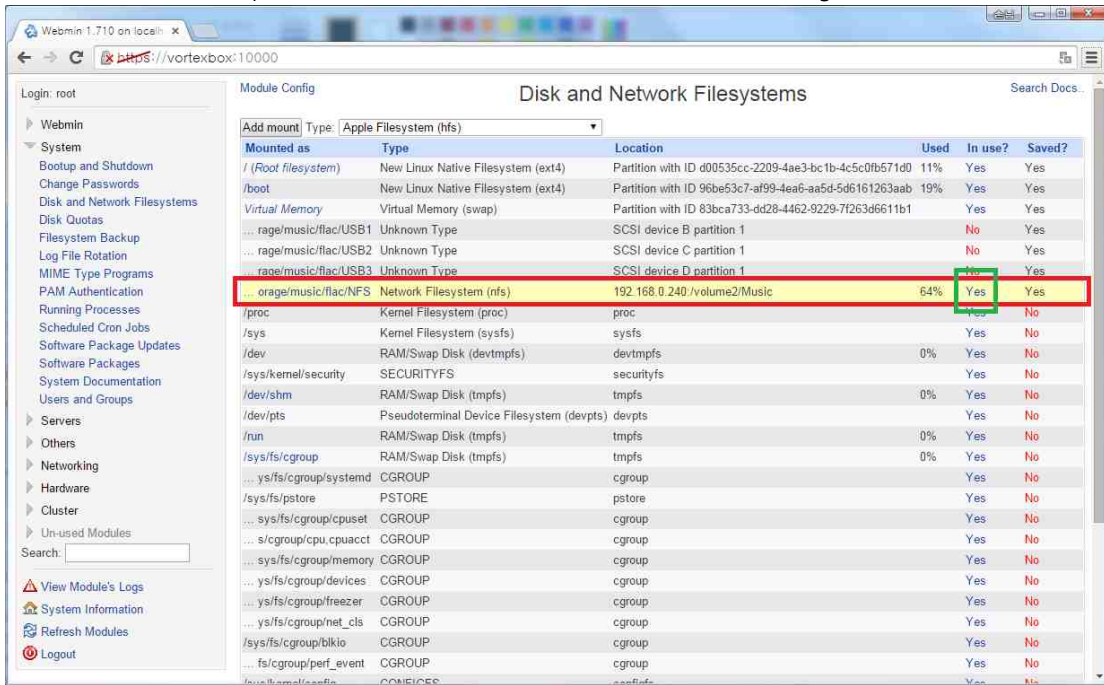 Webmin 1.710 on localh
https://vortexbox:10000
Login: root
Webmin
System
Bootup and Shutdown
Change Passwords
Disk and Network Filesystems
Disk Quotas
Filesystem Backup
Log File Rotation
MIME Type Programs
PAM Authentication
Running Processes
Scheduled Cron Jobs
Software Package Updates
Software Packages
System Documentation
Users and Groups
Servers
Others
Networking
Hardware
Cluster
Un-used Modules
Search:
View Module's Logs
System Information
Refresh Modules
Logout
Module Config
Disk and Network Filesystems
Search Docs..
Add mount Type: Apple Filesystem (hfs)
Mounted as Type Location Used In use? Saved?
/ (Root filesystem) New Linux Native Filesystem (ext4) Partition with ID d00535cc-2209-4ae3-bc1b-4c5c0fb571d0 11% Yes Yes
/boot New Linux Native Filesystem (ext4) Partition with ID 96be53c7-af99-4ea6-aa5d-5d6161263aab 19% Yes Yes
Virtual Memory Virtual Memory (swap) Partition with ID 83bca733-dd28-4462-9229-7f263d6611b1 Yes Yes
... rage/music/flac/USB1 Unknown Type SCSI device B partition 1 No Yes
... rage/music/flac/USB2 Unknown Type SCSI device C partition 1 No Yes
... rage/music/flac/USB3 Unknown Type SCSI device D partition 1 No Yes
... orage/music/flac/NFS Network Filesystem (nfs) 192.168.0.240:/volume2/Music 64% Yes Yes
/proc Kernel Filesystem (proc) proc Yes No
/sys Kernel Filesystem (sysfs) sysfs Yes No
/dev RAM/Swap Disk (devtmpfs) devtmpfs 0% Yes No
/sys/kernel/security SECURITYFS securityfs Yes No
/dev/shm RAM/Swap Disk (tmpfs) tmpfs 0% Yes No
/dev/pts Pseudoterminal Device Filesystem (devpts) devpts Yes No
/run RAM/Swap Disk (tmpfs) tmpfs 0% Yes No
/sys/fs/cgroup RAM/Swap Disk (tmpfs) tmpfs 0% Yes No
... ys/fs/cgroup/systemd CGROUP cgroup Yes No
/sys/fs/pstore PSTORE pstore Yes No
... sys/fs/cgroup/cpuset CGROUP cgroup Yes No
... s/cgroup/cpu,cpuacct CGROUP cgroup Yes No
... sys/fs/cgroup/memory CGROUP cgroup Yes No
... ys/fs/cgroup/devices CGROUP cgroup Yes No
... ys/fs/cgroup/freezer CGROUP cgroup Yes No
... ys/fs/cgroup/net_cls CGROUP cgroup Yes No
/sys/fs/cgroup/blkio CGROUP cgroup Yes No
... fs/cgroup/perf_event CGROUP cgroup Yes No
/sys/kernel/config CONFIGFS configfs Yes No